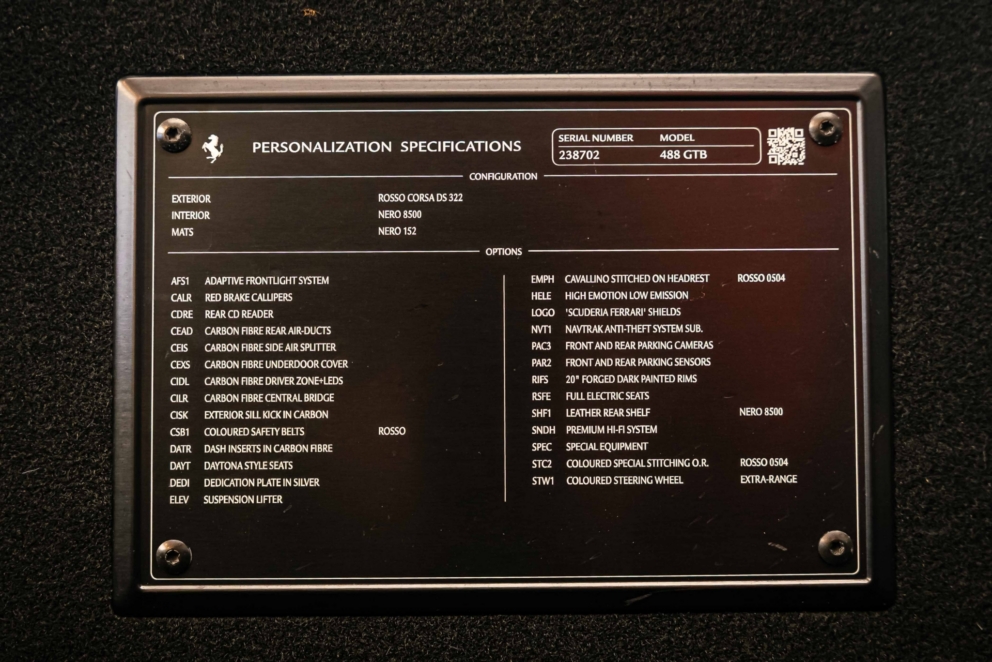 PERSONALIZATION SPECIFICATIONS
SERIAL NUMBER MODEL
238702 488 GTB
CONFIGURATION
EXTERIOR ROSSO CORSA DS 322
INTERIOR NERO 8500
MATS NERO 152
OPTIONS
AFS1 ADAPTIVE FRONTLIGHT SYSTEM
CALR RED BRAKE CALLIPERS
CDRE REAR CD READER
CEAD CARBON FIBRE REAR AIR-DUCTS
CEIS CARBON FIBRE SIDE AIR SPLITTER
CEXS CARBON FIBRE UNDERDOOR COVER
CIDL CARBON FIBRE DRIVER ZONE+LEDS
CILR CARBON FIBRE CENTRAL BRIDGE
CISK EXTERIOR SILL KICK IN CARBON
CSB1 COLOURED SAFETY BELTS ROSSO
DATR DASH INSERTS IN CARBON FIBRE
DAYT DAYTONA STYLE SEATS
DEDI DEDICATION PLATE IN SILVER
ELEV SUSPENSION LIFTER
EMPH CAVALLINO STITCHED ON HEADREST ROSSO 0504
HELE HIGH EMOTION LOW EMISSION
LOGO 'SCUDERIA FERRARI' SHIELDS
NVT1 NAVTRAK ANTI-THEFT SYSTEM SUB.
PAC3 FRONT AND REAR PARKING CAMERAS
PAR2 FRONT AND REAR PARKING SENSORS
RIFS 20" FORGED DARK PAINTED RIMS
RSFE FULL ELECTRIC SEATS
SHF1 LEATHER REAR SHELF NERO 8500
SNDH PREMIUM HI-FI SYSTEM
SPEC SPECIAL EQUIPMENT
STC2 COLOURED SPECIAL STITCHING O.R. ROSSO 0504
STW1 COLOURED STEERING WHEEL EXTRA-RANGE